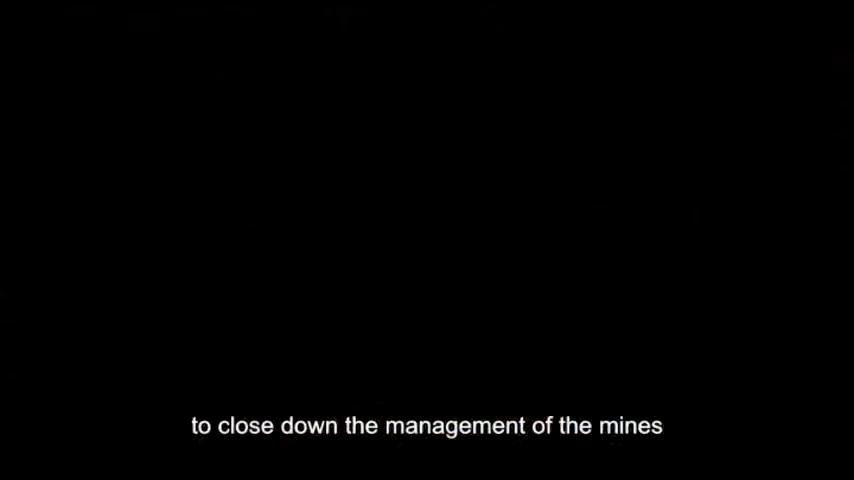 to close down the management of the mines